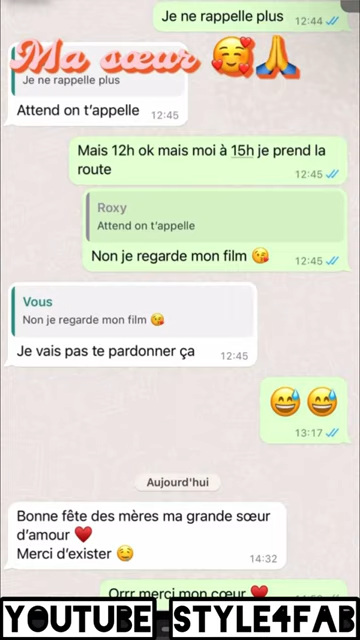 Je ne rappelle plus 12:44
Ma sœur 🥰🙏
Je ne rappelle plus
Attend on t'appelle 12:45
Mais 12h ok mais moi à 15h je prend la
route 12:45
Roxy
Attend on t'appelle
Non je regarde mon film 😘 12:45
Vous
Non je regarde mon film 😘
Je vais pas te pardonner ça 12:45
😅😅
13:17
Aujourd'hui
Bonne fête des mères ma grande sœur
d'amour ♥️
Merci d'exister 😍 14:32
Orrr merci mon cœur ♥️
YOUTUBE STYLE4FAB